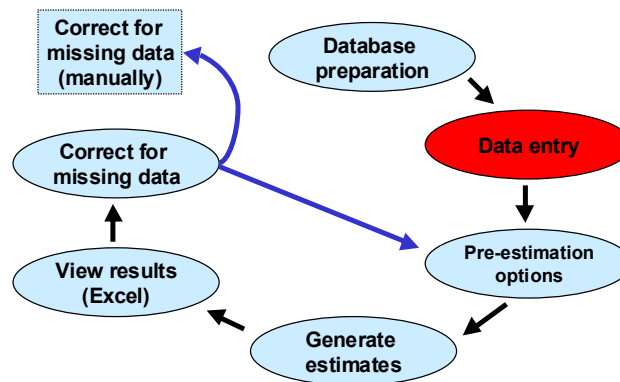 Correct for
missing data
(manually)
Database
preparation
Data entry
Correct for
missing data
Pre-estimation
options
View results
(Excel)
Generate
estimates